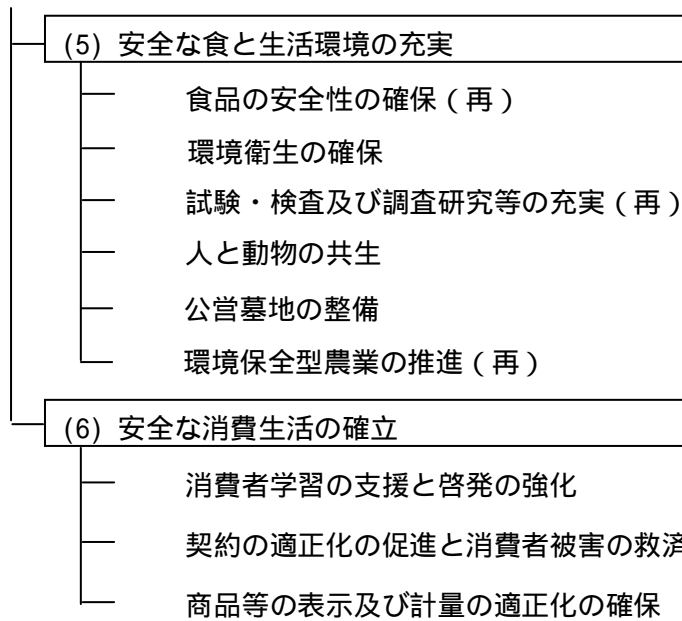 (5) 安全な食と生活環境の充実
食品の安全性の確保(再)
環境衛生の確保
試験・検査及び調査研究等の充実(再)
人と動物の共生
公営墓地の整備
環境保全型農業の推進(再)
(6) 安全な消費生活の確立
消費者学習の支援と啓発の強化
契約の適正化の促進と消費者被害の救済
商品等の表示及び計量の適正化の確保